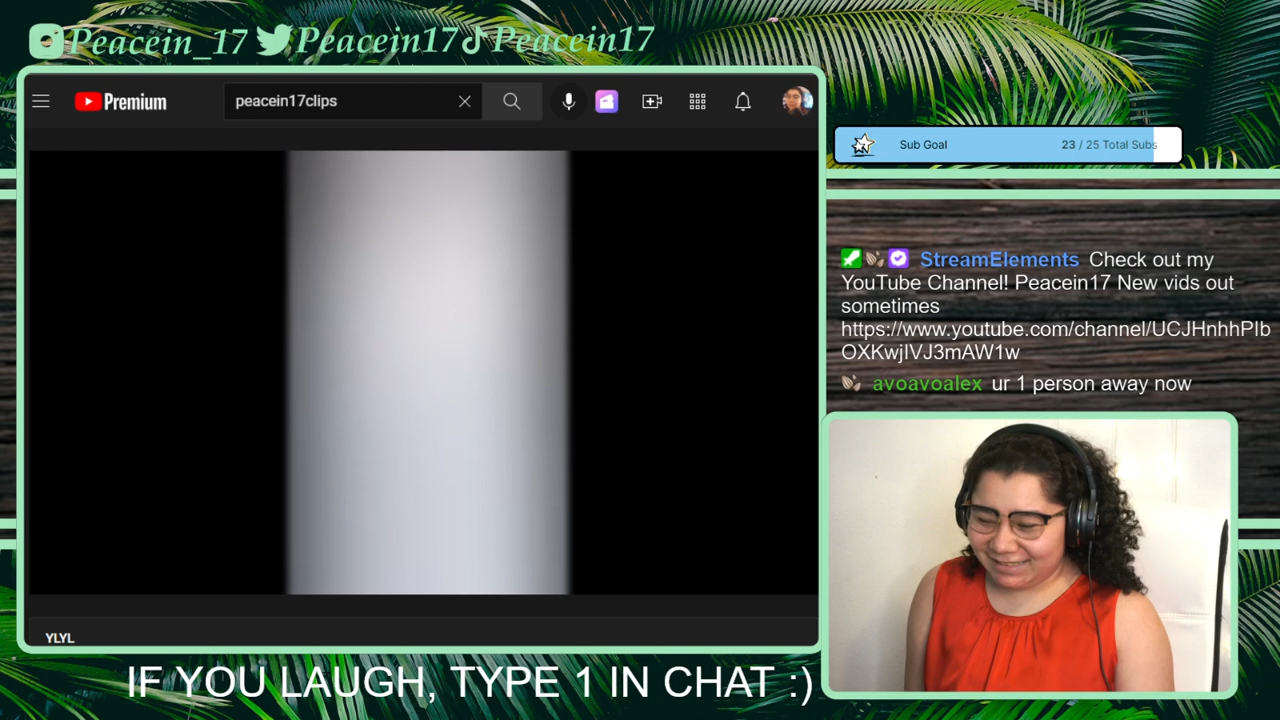 Peacein_17 Peacein17 Peacein17
Premium
peacein17clips
Sub Goal
23 / 25 Total Subs
StreamElements Check out my
YouTube Channel! Peacein17 New vids out
sometimes
https://www.youtube.com/channel/UCJHnhhPIb
OXKwjIVJ3mAW1w
avoavoalex ur 1 person away now
YLYL
IF YOU LAUGH, TYPE 1 IN CHAT :)